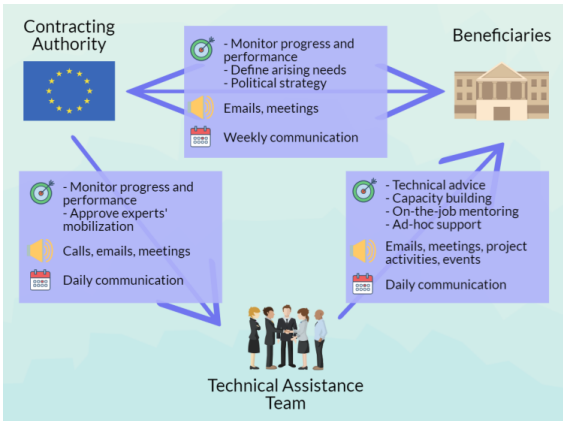 Contracting
Authority
- Monitor progress and
performance
- Define arising needs
- Political strategy
Emails, meetings
Weekly communication
Beneficiaries
- Monitor progress and
performance
- Approve experts'
mobilization
Calls, emails, meetings
Daily communication
- Technical advice
- Capacity building
- On-the-job mentoring
- Ad-hoc support
Emails, meetings, project
activities, events
Daily communication
Technical Assistance
Team